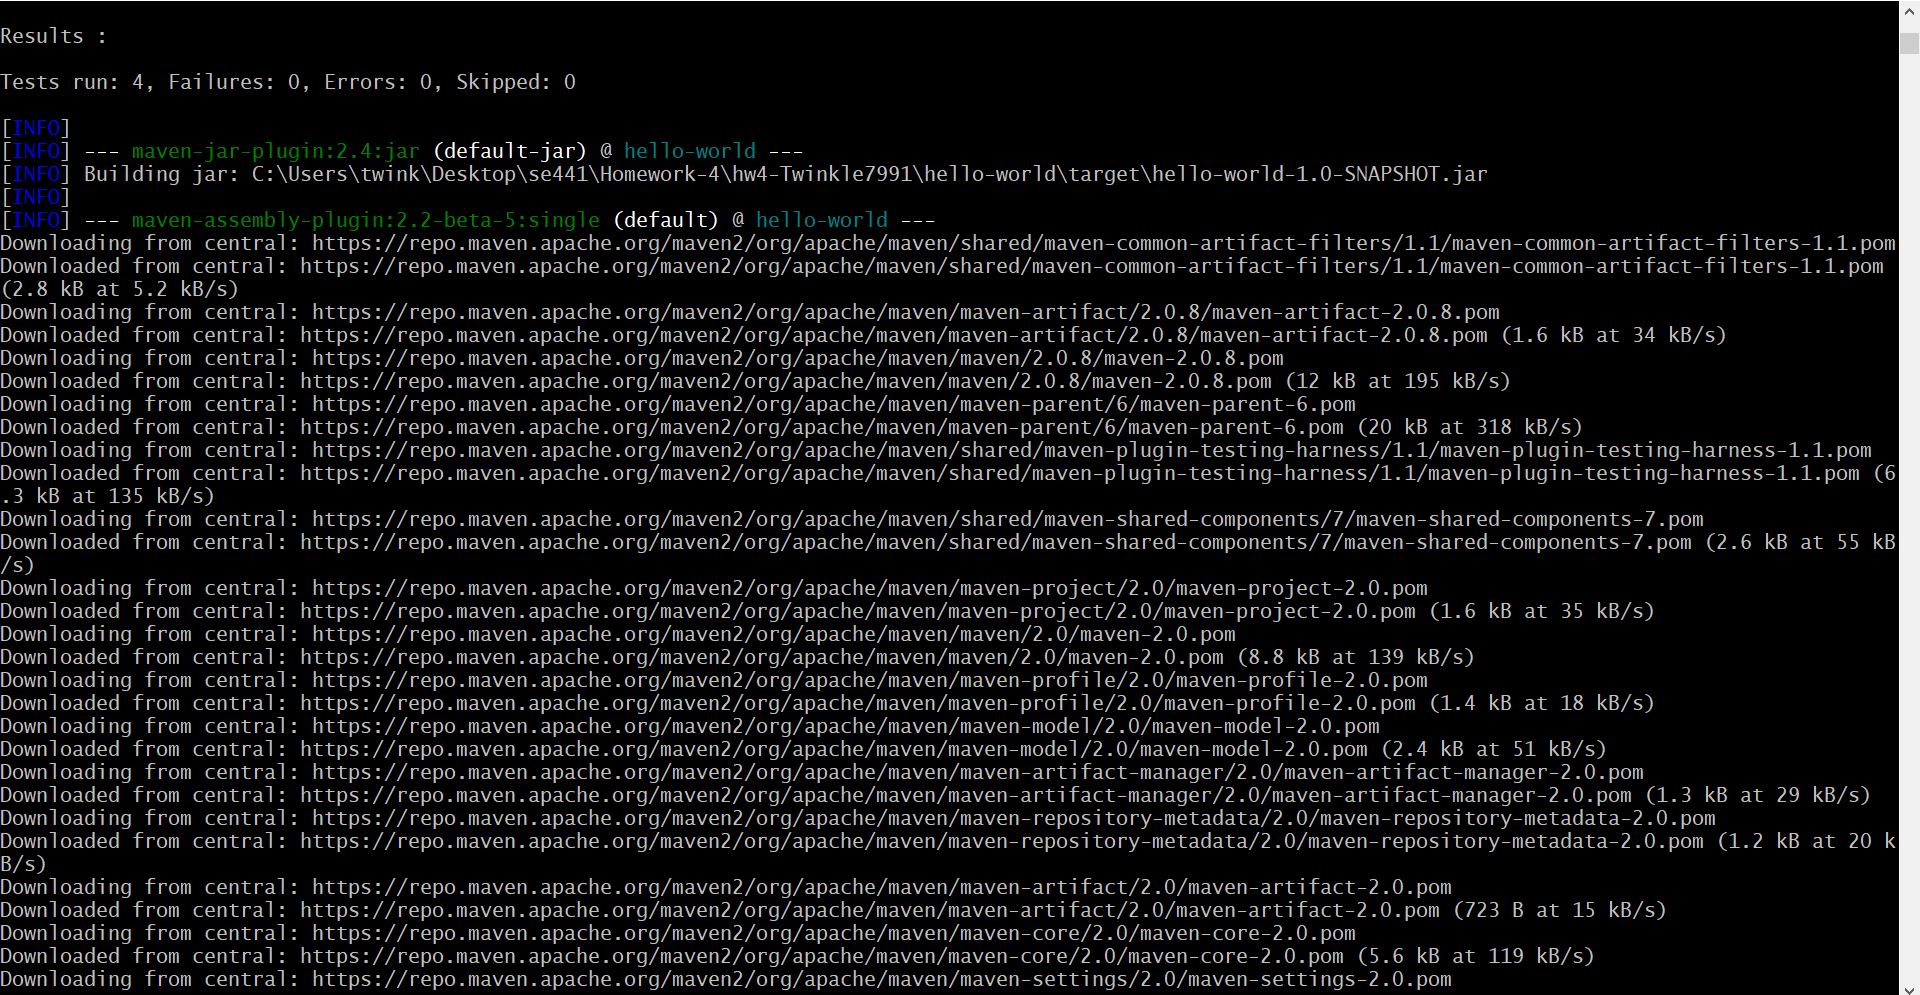 Results :
Tests run: 4, Failures: 0, Errors: 0, Skipped: 0
[INFO]
[INFO] --- maven-jar-plugin:2.4:jar (default-jar) @ hello-world ---
[INFO] Building jar: C:\Users\twink\Desktop\se441\Homework-4\hw4-Twinkle7991\hello-world\target\hello-world-1.0-SNAPSHOT.jar
[INFO]
[INFO] --- maven-assembly-plugin:2.2-beta-5:single (default) @ hello-world ---
Downloading from central: https://repo.maven.apache.org/maven2/org/apache/maven/shared/maven-common-artifact-filters/1.1/maven-common-artifact-filters-1.1.pom
Downloaded from central: https://repo.maven.apache.org/maven2/org/apache/maven/shared/maven-common-artifact-filters/1.1/maven-common-artifact-filters-1.1.pom
(2.8 kB at 5.2 kB/s)
Downloading from central: https://repo.maven.apache.org/maven2/org/apache/maven/maven-artifact/2.0.8/maven-artifact-2.0.8.pom
Downloaded from central: https://repo.maven.apache.org/maven2/org/apache/maven/maven-artifact/2.0.8/maven-artifact-2.0.8.pom (1.6 kB at 34 kB/s)
Downloading from central: https://repo.maven.apache.org/maven2/org/apache/maven/maven/2.0.8/maven-2.0.8.pom
Downloaded from central: https://repo.maven.apache.org/maven2/org/apache/maven/maven/2.0.8/maven-2.0.8.pom (12 kB at 195 kB/s)
Downloading from central: https://repo.maven.apache.org/maven2/org/apache/maven/maven-parent/6/maven-parent-6.pom
Downloaded from central: https://repo.maven.apache.org/maven2/org/apache/maven/maven-parent/6/maven-parent-6.pom (20 kB at 318 kB/s)
Downloading from central: https://repo.maven.apache.org/maven2/org/apache/maven/shared/maven-plugin-testing-harness/1.1/maven-plugin-testing-harness-1.1.pom
Downloaded from central: https://repo.maven.apache.org/maven2/org/apache/maven/shared/maven-plugin-testing-harness/1.1/maven-plugin-testing-harness-1.1.pom (6
.3 kB at 135 kB/s)
Downloading from central: https://repo.maven.apache.org/maven2/org/apache/maven/shared/maven-shared-components/7/maven-shared-components-7.pom
Downloaded from central: https://repo.maven.apache.org/maven2/org/apache/maven/shared/maven-shared-components/7/maven-shared-components-7.pom (2.6 kB at 55 kB
/s)
Downloading from central: https://repo.maven.apache.org/maven2/org/apache/maven/maven-project/2.0/maven-project-2.0.pom
Downloaded from central: https://repo.maven.apache.org/maven2/org/apache/maven/maven-project/2.0/maven-project-2.0.pom (1.6 kB at 35 kB/s)
Downloading from central: https://repo.maven.apache.org/maven2/org/apache/maven/maven/2.0/maven-2.0.pom
Downloaded from central: https://repo.maven.apache.org/maven2/org/apache/maven/maven/2.0/maven-2.0.pom (8.8 kB at 139 kB/s)
Downloading from central: https://repo.maven.apache.org/maven2/org/apache/maven/maven-profile/2.0/maven-profile-2.0.pom
Downloaded from central: https://repo.maven.apache.org/maven2/org/apache/maven/maven-profile/2.0/maven-profile-2.0.pom (1.4 kB at 18 kB/s)
Downloading from central: https://repo.maven.apache.org/maven2/org/apache/maven/maven-model/2.0/maven-model-2.0.pom
Downloaded from central: https://repo.maven.apache.org/maven2/org/apache/maven/maven-model/2.0/maven-model-2.0.pom (2.4 kB at 51 kB/s)
Downloading from central: https://repo.maven.apache.org/maven2/org/apache/maven/maven-artifact-manager/2.0/maven-artifact-manager-2.0.pom
Downloaded from central: https://repo.maven.apache.org/maven2/org/apache/maven/maven-artifact-manager/2.0/maven-artifact-manager-2.0.pom (1.3 kB at 29 kB/s)
Downloading from central: https://repo.maven.apache.org/maven2/org/apache/maven/maven-repository-metadata/2.0/maven-repository-metadata-2.0.pom
Downloaded from central: https://repo.maven.apache.org/maven2/org/apache/maven/maven-repository-metadata/2.0/maven-repository-metadata-2.0.pom (1.2 kB at 20 k
B/s)
Downloading from central: https://repo.maven.apache.org/maven2/org/apache/maven/maven-artifact/2.0/maven-artifact-2.0.pom
Downloaded from central: https://repo.maven.apache.org/maven2/org/apache/maven/maven-artifact/2.0/maven-artifact-2.0.pom (723 B at 15 kB/s)
Downloading from central: https://repo.maven.apache.org/maven2/org/apache/maven/maven-core/2.0/maven-core-2.0.pom
Downloaded from central: https://repo.maven.apache.org/maven2/org/apache/maven/maven-core/2.0/maven-core-2.0.pom (5.6 kB at 119 kB/s)
Downloading from central: https://repo.maven.apache.org/maven2/org/apache/maven/maven-settings/2.0/maven-settings-2.0.pom